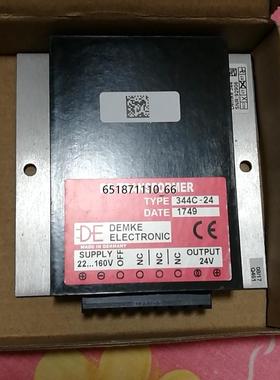 651871110 66
TYPE 344C-24
DATE 1749
DE DEMKE ELECTRONIC
MADE IN GERMANY
SUPPLY 22...160V
+
-
OFF
NC
NC
NC
OUTPUT 24V
-
+